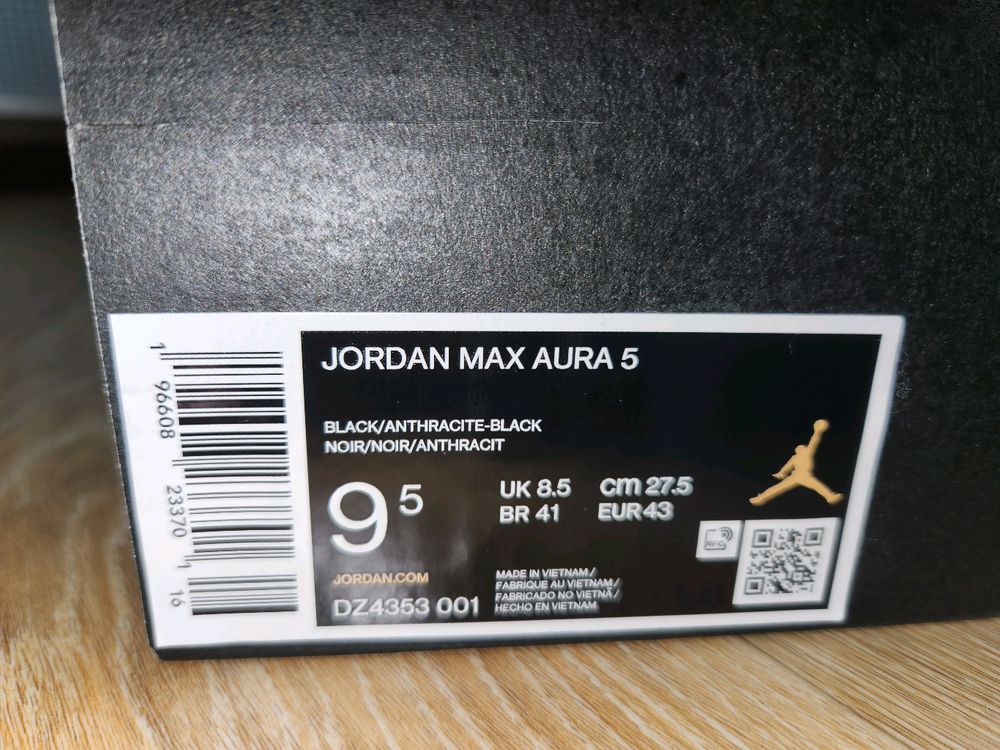 JORDAN MAX AURA 5
BLACK/ANTHRACITE-BLACK
NOIR/NOIR/ANTHRACIT
9 5
UK 8.5 cm 27.5
BR 41 EUR 43
RFID
JORDAN.COM
DZ4353 001
MADE IN VIETNAM/
FABRIQUE AU VIETNAM/
FABRICADO NO VIETNÃ/
HECHO EN VIETNAM
1 96608 23370 1 16